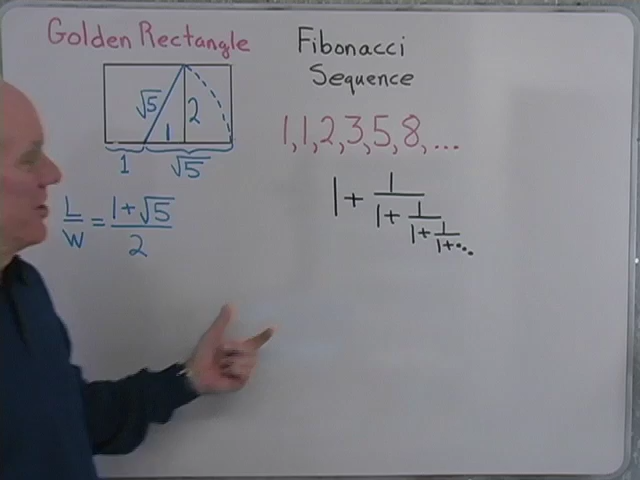 Golden Rectangle
√5 2
1
1 √5
L/W = (1+√5)/2
Fibonacci
Sequence
1,1,2,3,5,8,...
1 + 1/(1 + 1/(1 + 1/(1+...